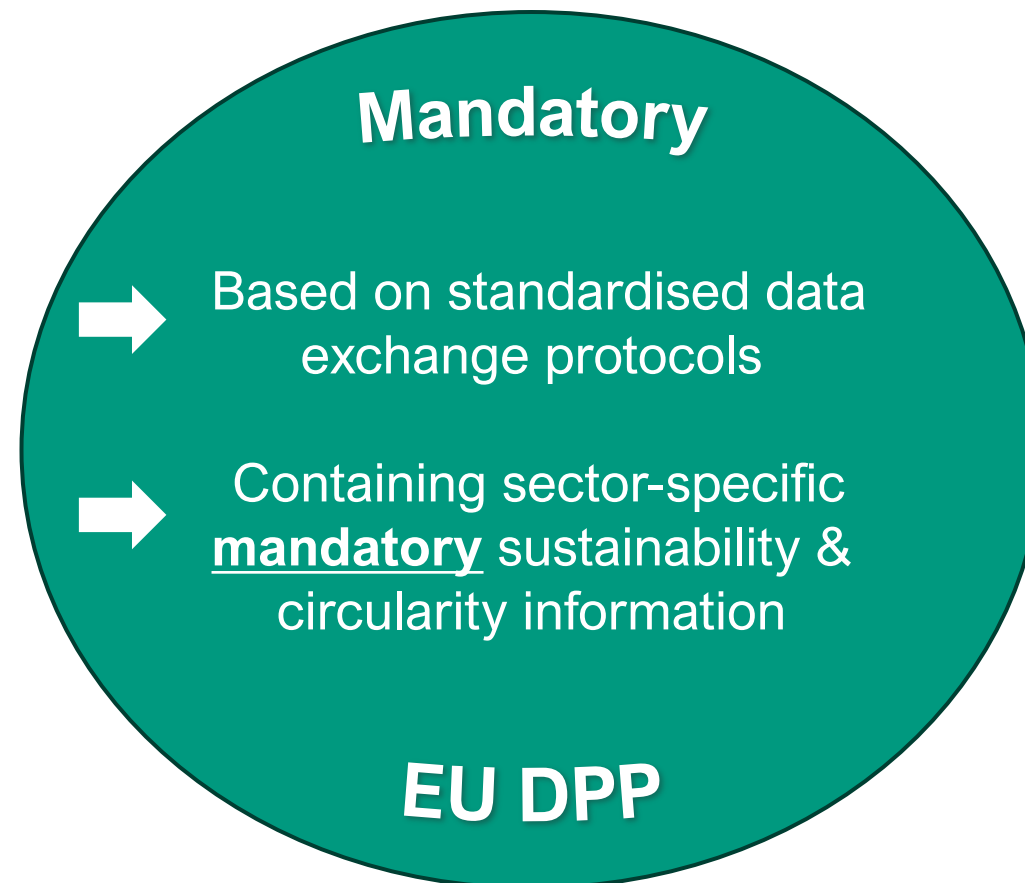 Mandatory
Based on standardised data
exchange protocols
Containing sector-specific
mandatory sustainability &
circularity information
EU DPP